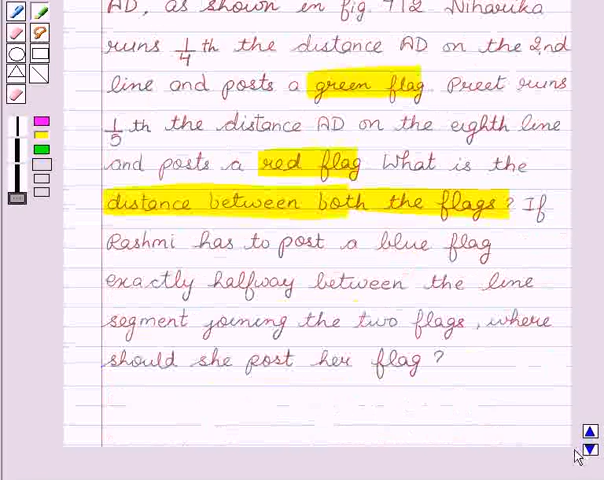 AD, as shown in fig. 7.12. Niharika
runs 1/4 th the distance AD on the 2nd
line and posts a green flag. Preet runs
1/5 th the distance AD on the eighth line
and posts a red flag What is the
distance between both the flags? If
Rashmi has to post a blue flag
exactly halfway between the line
segment joining the two flags, where
should she post her flag?